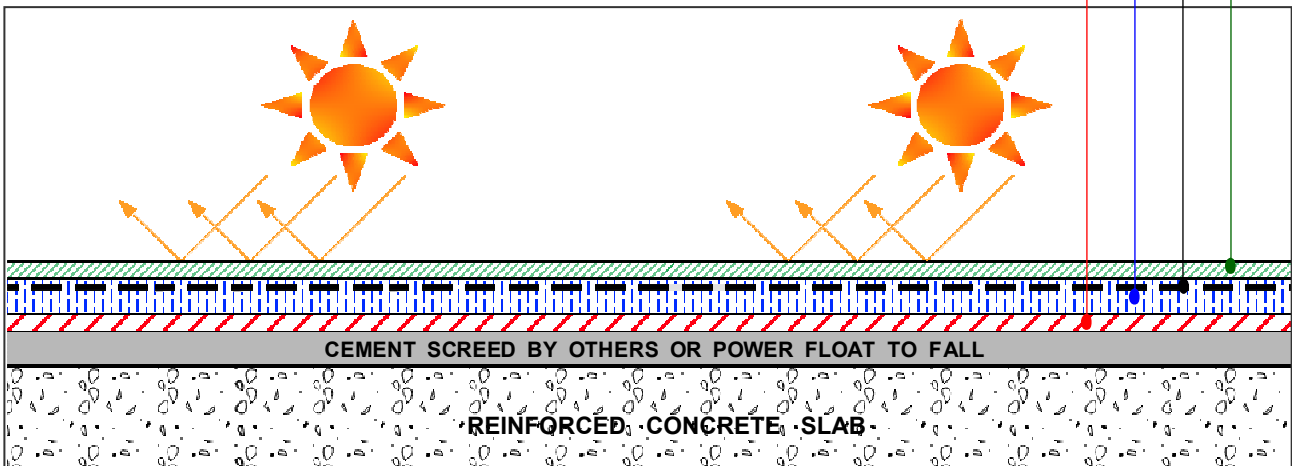 CEMENT SCREED BY OTHERS OR POWER FLOAT TO FALL
REINFORCED CONCRETE SLAB